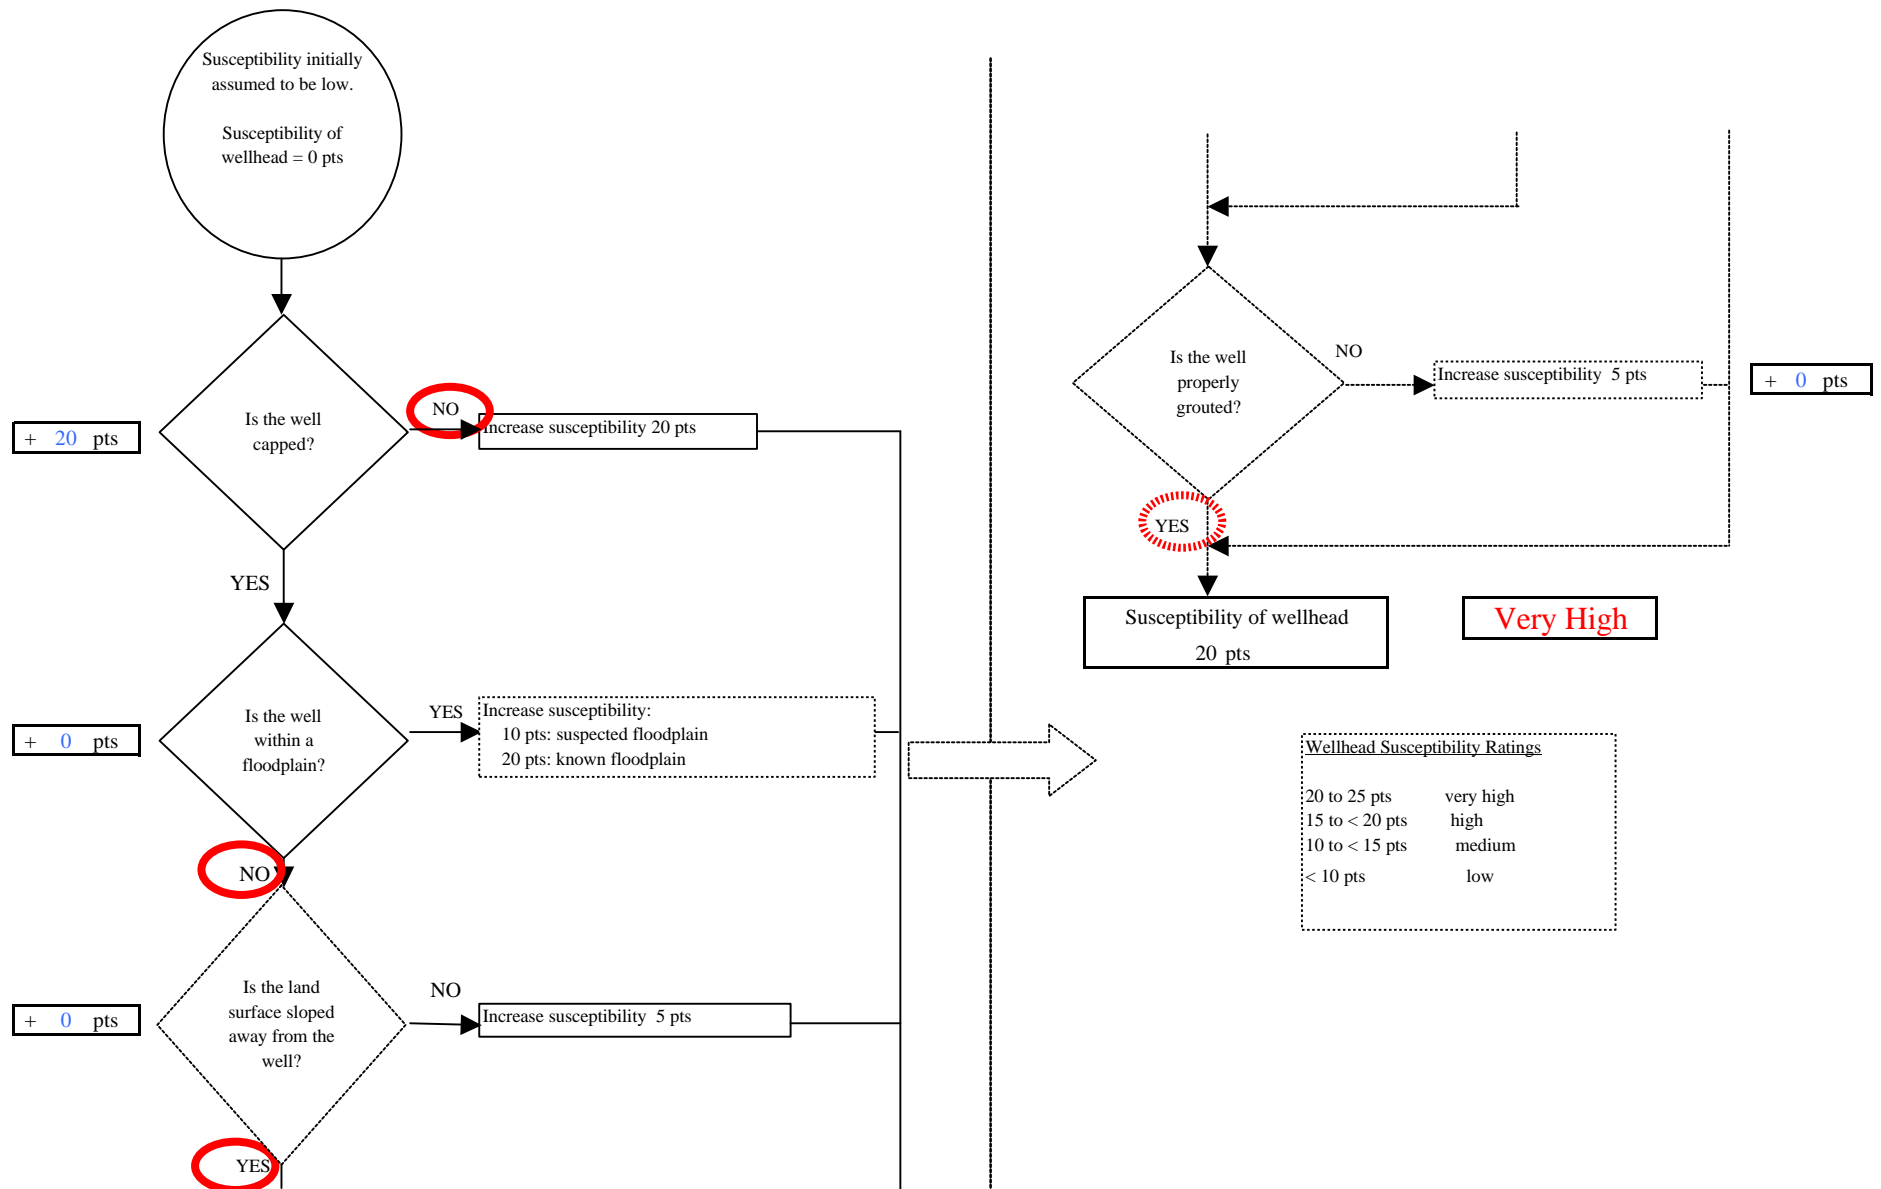 Susceptibility initially
assumed to be low.
Susceptibility of
wellhead = 0 pts
Is the well
capped?
NO
Increase susceptibility 20 pts
+ 20 pts
YES
Is the well
within a
floodplain?
YES
Increase susceptibility:
10 pts: suspected floodplain
20 pts: known floodplain
+ 0 pts
NO
Is the land
surface sloped
away from the
well?
NO
Increase susceptibility 5 pts
+ 0 pts
YES
Is the well
properly
grouted?
NO
Increase susceptibility 5 pts
+ 0 pts
YES
Susceptibility of wellhead
20 pts
Very High
Wellhead Susceptibility Ratings
20 to 25 pts very high
15 to < 20 pts high
10 to < 15 pts medium
< 10 pts low